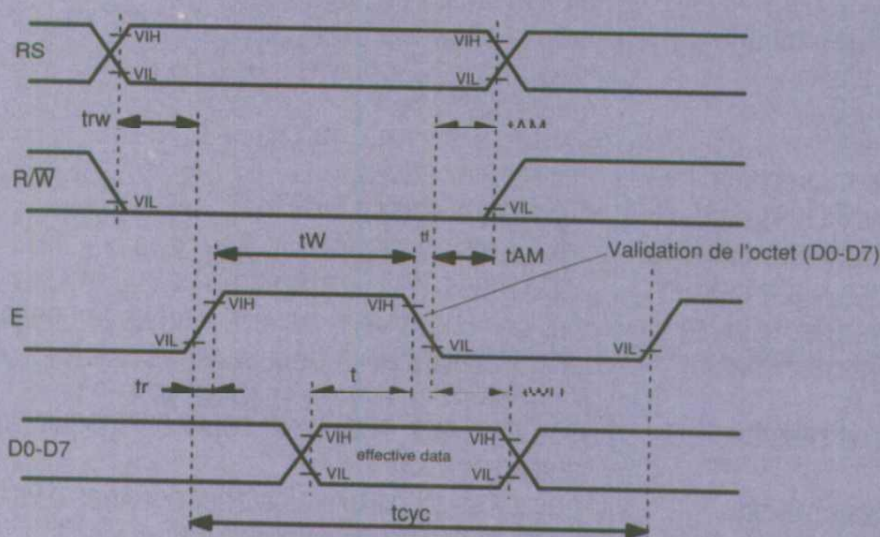 RS
VIH
VIH
VIL
VIL
trw
tAM
R/W̅
VIL
VIL
tW
tf
tAM
Validation de l'octet (D0-D7)
E
VIH
VIH
VIL
VIL
tr
t
D0-D7
VIH
VIH
effective data
VIL
VIL
tcyc